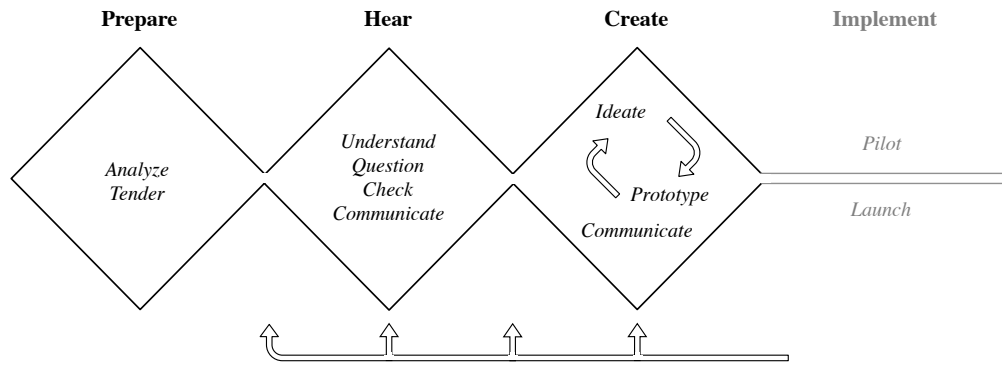 Prepare
Hear
Create
Implement
Analyze
Tender
Understand
Question
Check
Communicate
Ideate
Prototype
Communicate
Pilot
Launch